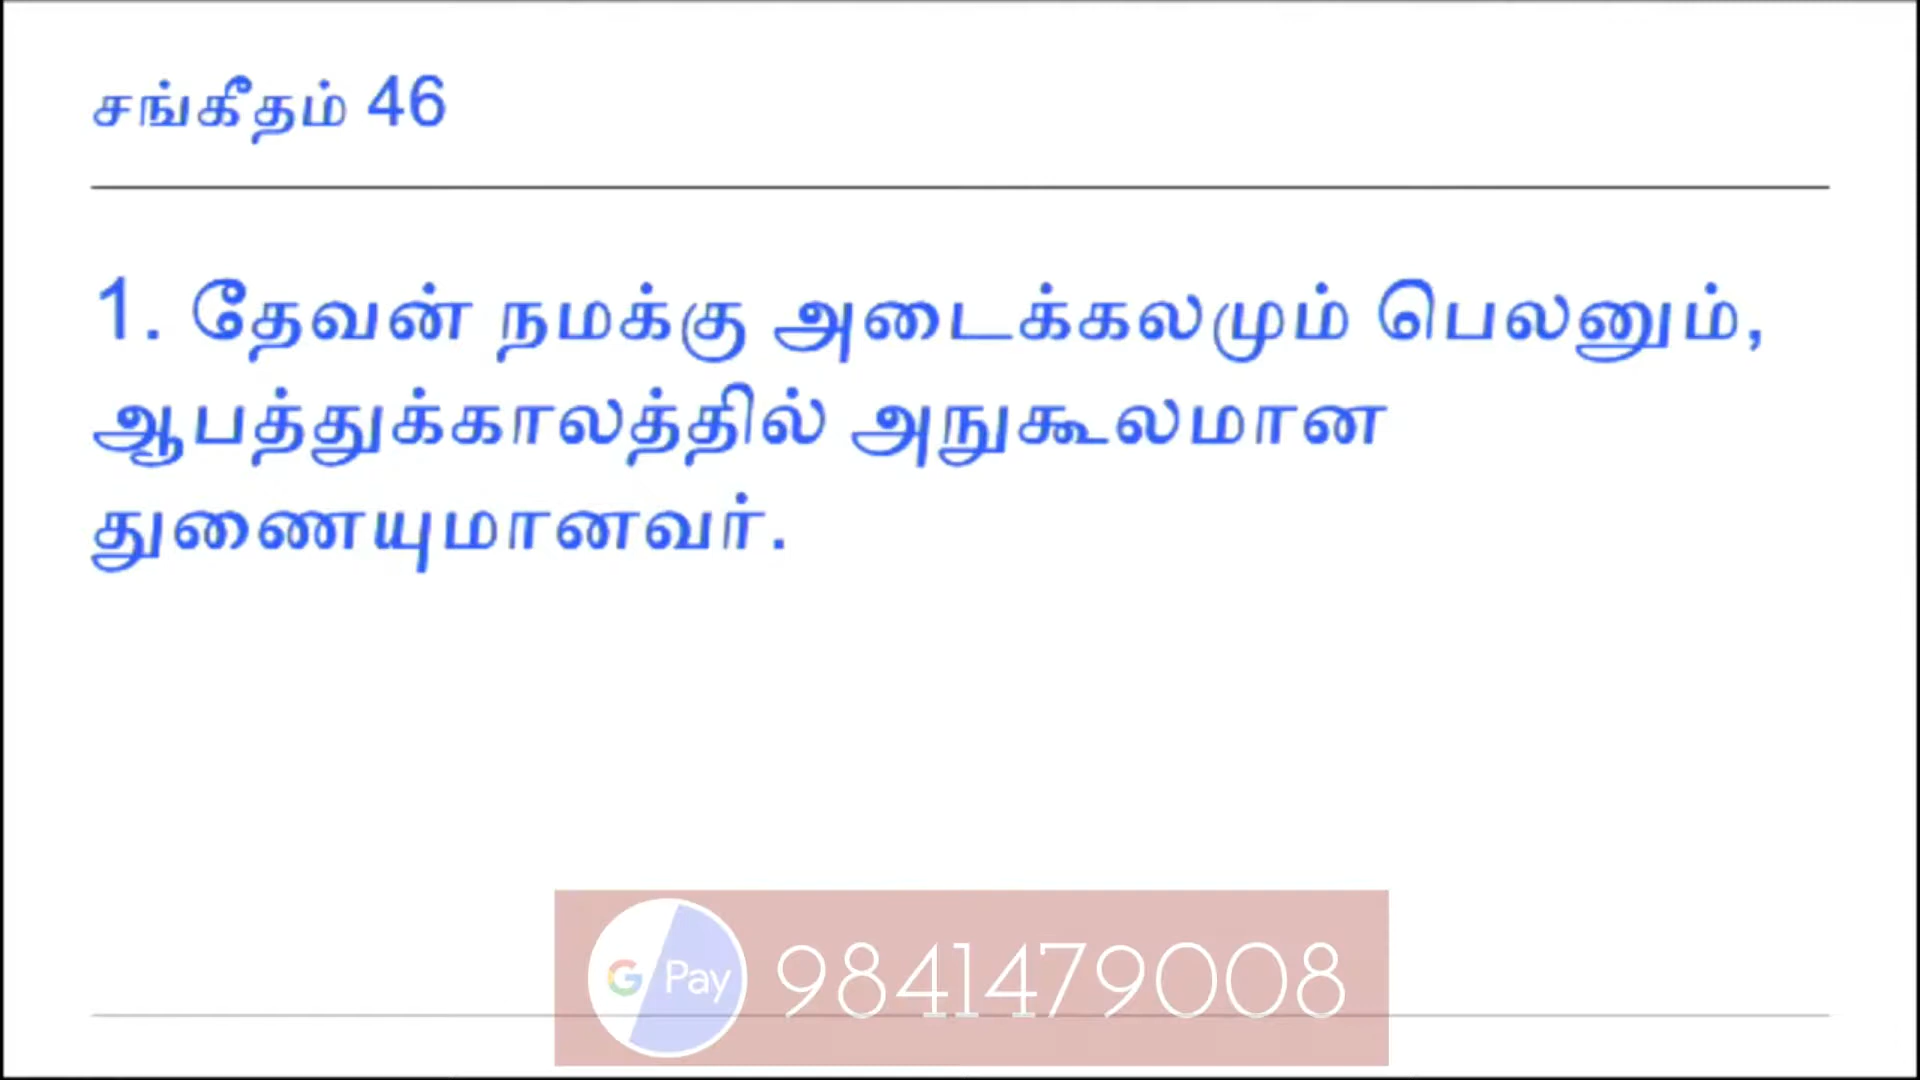 சங்கீதம் 46
1. தேவன் நமக்கு அடைக்கலமும் பெலனும்,
ஆபத்துக்காலத்தில் அநுகூலமான
துணையுமானவர்.
G Pay 9841479008